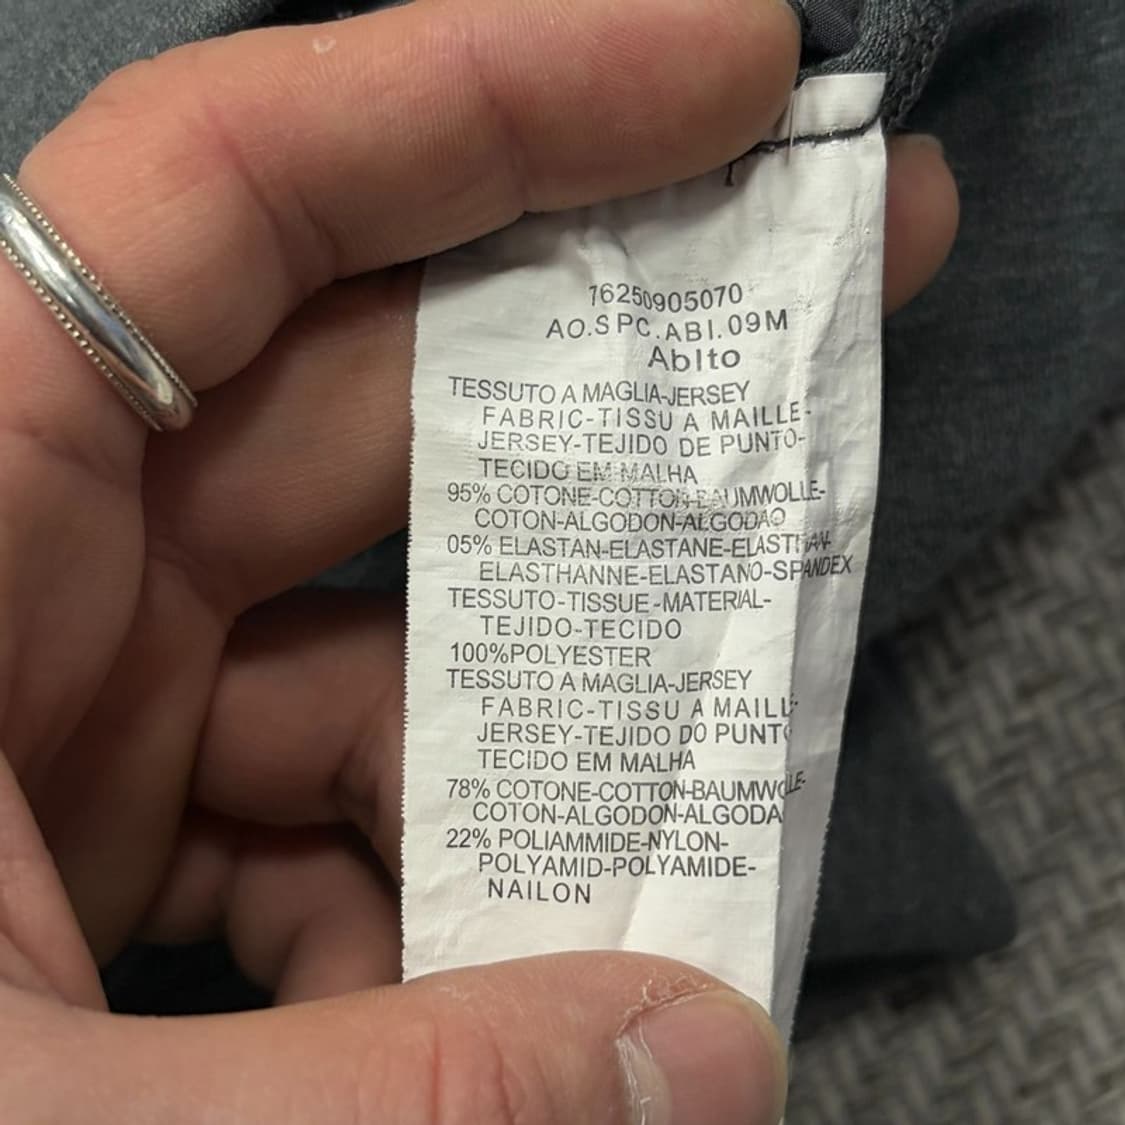 76250905070
AO.SPC.ABI.09M
AbIto
TESSUTO A MAGLIA-JERSEY
FABRIC-TISSU A MAILLE-
JERSEY-TEJIDO DE PUNTO-
TECIDO EM MALHA
95% COTONE-COTTON-BAUMWOLLE-
COTON-ALGODON-ALGODAO
05% ELASTAN-ELASTANE-ELASTHAN-
ELASTHANNE-ELASTANO-SPANDEX
TESSUTO-TISSUE-MATERIAL-
TEJIDO-TECIDO
100%POLYESTER
TESSUTO A MAGLIA-JERSEY
FABRIC-TISSU A MAILL-
JERSEY-TEJIDO DO PUNTO
TECIDO EM MALHA
78% COTONE-COTTON-BAUMWOLLE-
COTON-ALGODON-ALGODA
22% POLIAMMIDE-NYLON-
POLYAMID-POLYAMIDE-
NAILON